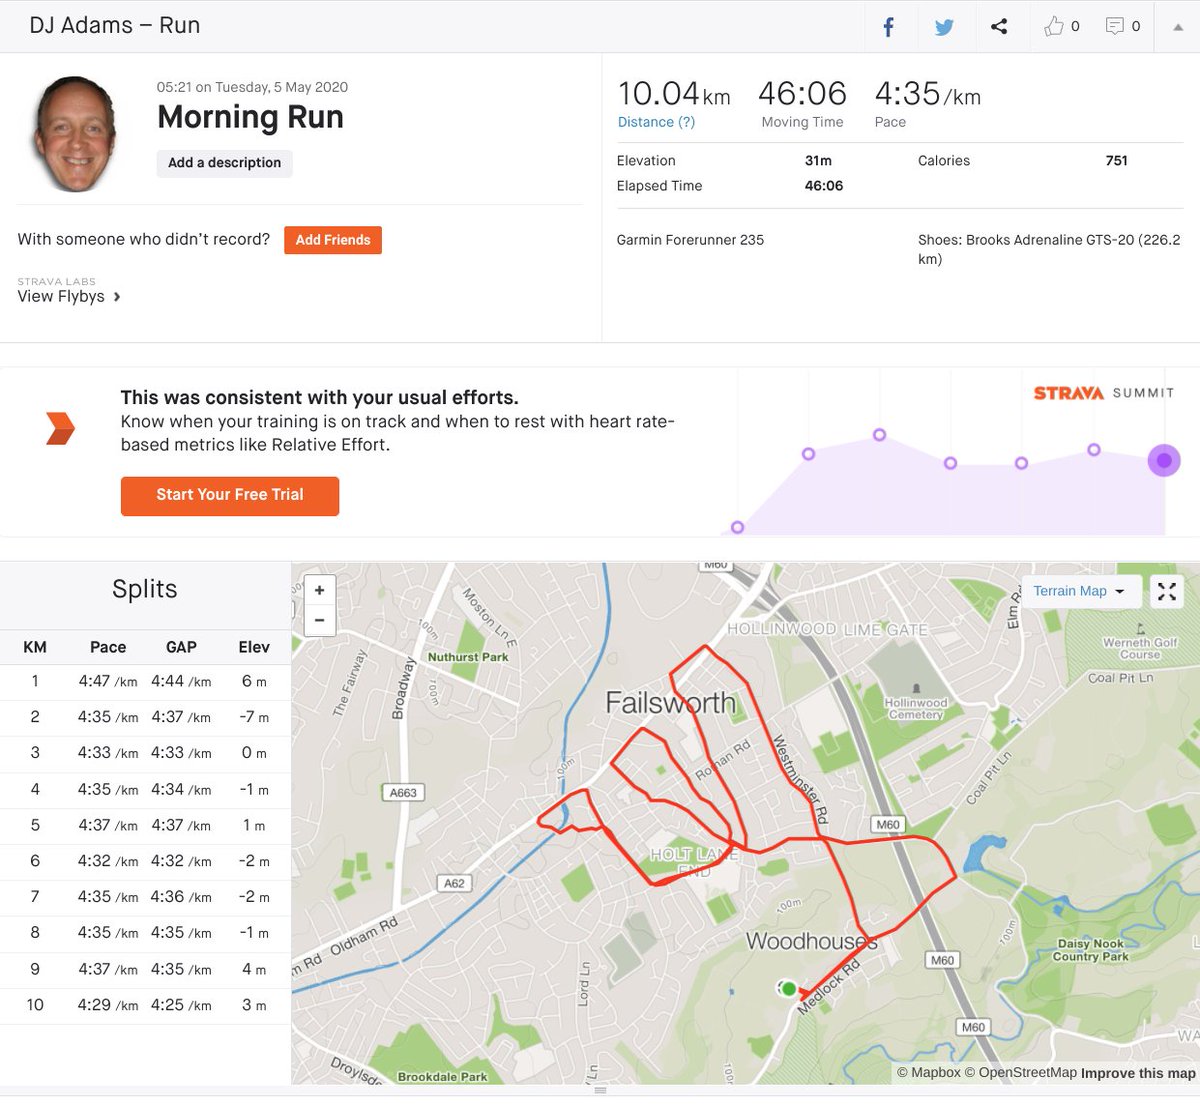 DJ Adams – Run
0
0
05:21 on Tuesday, 5 May 2020
Morning Run
Add a description
With someone who didn't record?
Add Friends
STRAVA LABS
View Flybys
10.04km
46:06
4:35/km
Distance (?)
Moving Time
Pace
Elevation
31m
Calories
751
Elapsed Time
46:06
Garmin Forerunner 235
Shoes: Brooks Adrenaline GTS-20 (226.2
km)
This was consistent with your usual efforts.
Know when your training is on track and when to rest with heart rate-
based metrics like Relative Effort.
Start Your Free Trial
STRAVA SUMMIT
Splits
KM Pace GAP Elev
1 4:47 /km 4:44 /km 6 m
2 4:35 /km 4:37 /km -7 m
3 4:33 /km 4:33 /km 0 m
4 4:35 /km 4:34 /km -1 m
5 4:37 /km 4:37 /km 1 m
6 4:32 /km 4:32 /km -2 m
7 4:35 /km 4:36 /km -2 m
8 4:35 /km 4:35 /km -1 m
9 4:37 /km 4:35 /km 4 m
10 4:29 /km 4:25 /km 3 m
+
−
M60
Terrain Map
Elm R
Moston Ln E
100m
HOLLINWOOD
LIME GATE
Werneth Golf
Course
Nuthurst Park
Coal Pit Ln
The Fairway
Broadway
100m
Failsworth
Hollinwood
Cemetery
Roman Rd
Westminster Rd
100m
Coal Pit Ln
A663
M60
HOLT LANE
END
A62
100m
Oldham Rd
Woodhouses
100m
Daisy Nook
Country Park
M60
m Rd
Lord Ln
Medlock Rd
M60
WA
Droylsde
Brookdale Park
Ln
100m
© Mapbox © OpenStreetMap Improve this map